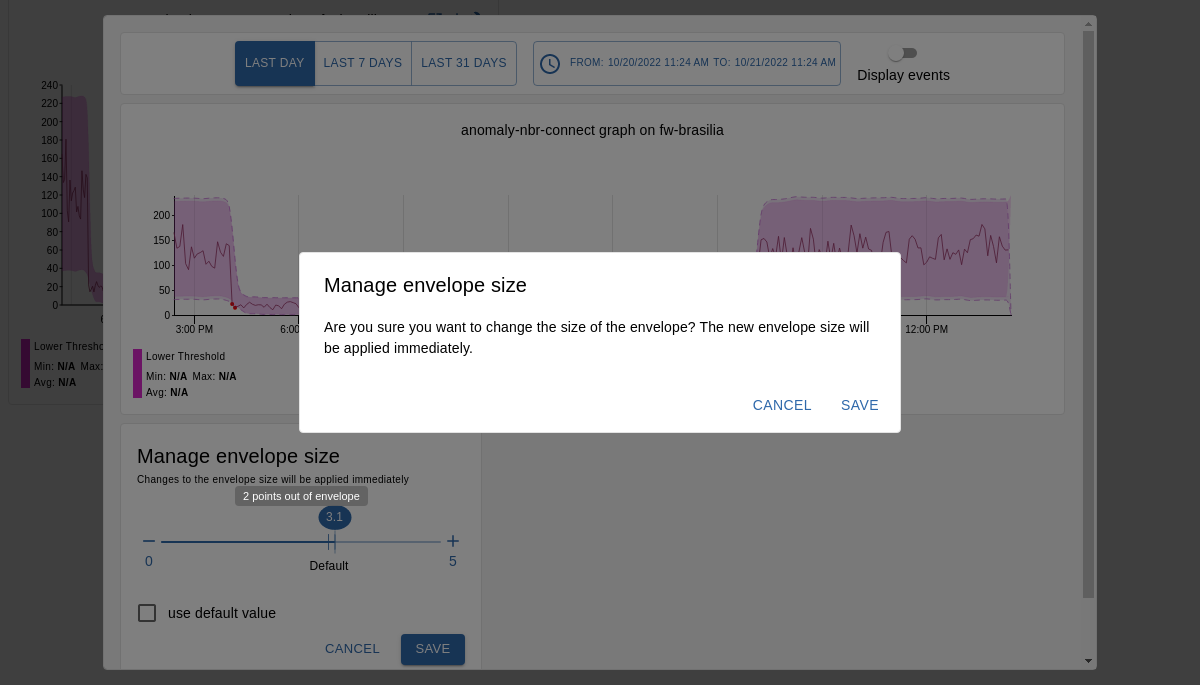 LAST DAY LAST 7 DAYS LAST 31 DAYS FROM: 10/20/2022 11:24 AM TO: 10/21/2022 11:24 AM
Display events
anomaly-nbr-connect graph on fw-brasilia
240
220
200
180
160
140
120
100
80
60
40
20
0
Lower Thresho
Min: N/A Max:
Avg: N/A
200
150
100
50
0
3:00 PM 6:00 12:00 PM
Lower Threshold
Min: N/A Max: N/A
Avg: N/A
Manage envelope size
Are you sure you want to change the size of the envelope? The new envelope size will
be applied immediately.
CANCEL SAVE
Manage envelope size
Changes to the envelope size will be applied immediately
2 points out of envelope
3.1
0 5
Default
use default value
CANCEL SAVE